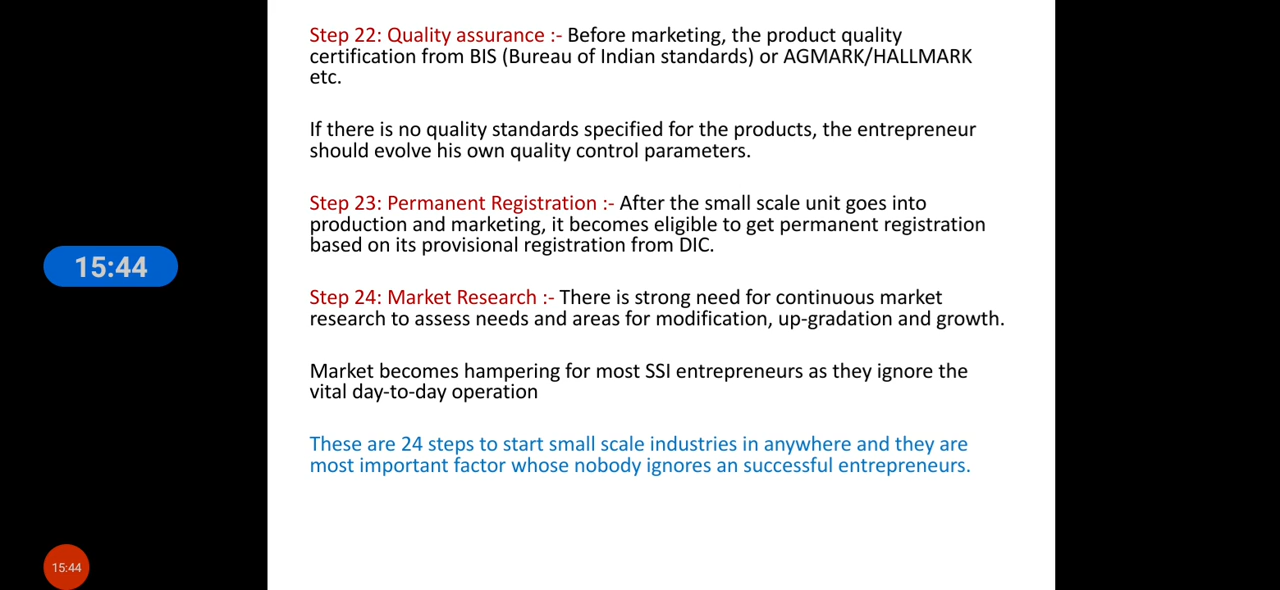 Step 22: Quality assurance :- Before marketing, the product quality
certification from BIS (Bureau of Indian standards) or AGMARK/HALLMARK
etc.
If there is no quality standards specified for the products, the entrepreneur
should evolve his own quality control parameters.
Step 23: Permanent Registration :- After the small scale unit goes into
production and marketing, it becomes eligible to get permanent registration
based on its provisional registration from DIC.
15:44
Step 24: Market Research :- There is strong need for continuous market
research to assess needs and areas for modification, up-gradation and growth.
Market becomes hampering for most SSI entrepreneurs as they ignore the
vital day-to-day operation
These are 24 steps to start small scale industries in anywhere and they are
most important factor whose nobody ignores an successful entrepreneurs.
15:44